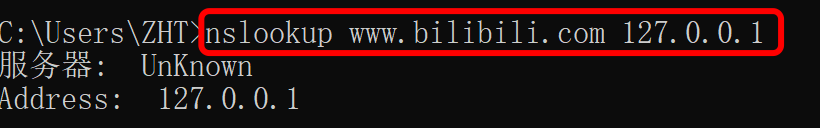 C:\Users\ZHT>nslookup www.bilibili.com 127.0.0.1
服务器:  UnKnown
Address:  127.0.0.1